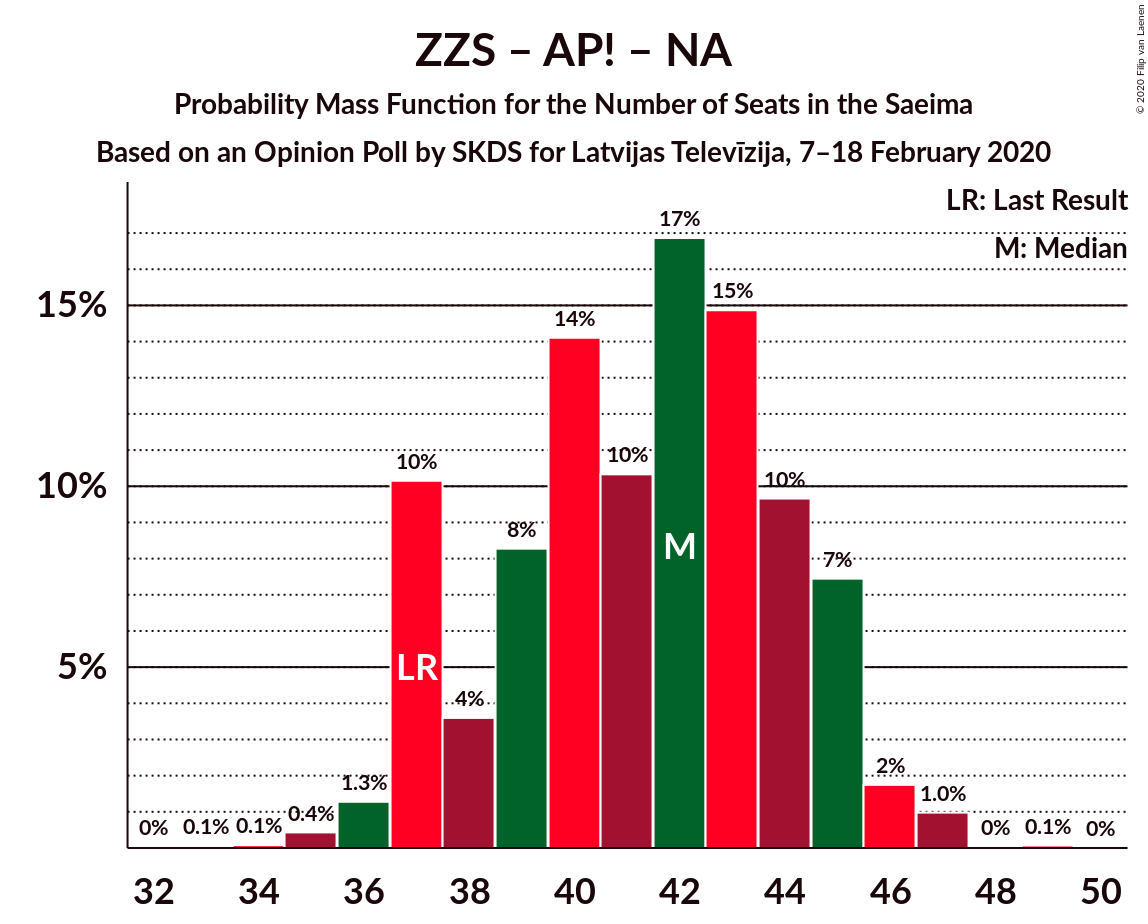 ZZS – AP! – NA
Probability Mass Function for the Number of Seats in the Saeima
Based on an Opinion Poll by SKDS for Latvijas Televīzija, 7–18 February 2020
© 2020 Filip van Laenen
LR: Last Result
M: Median
17%
15%
15%
14%
10%
10%
10%
10%
8%
M
7%
5%
LR
4%
2%
1.3%
1.0%
0.4%
0% 0.1% 0.1% 0% 0.1% 0%
32 34 36 38 40 42 44 46 48 50